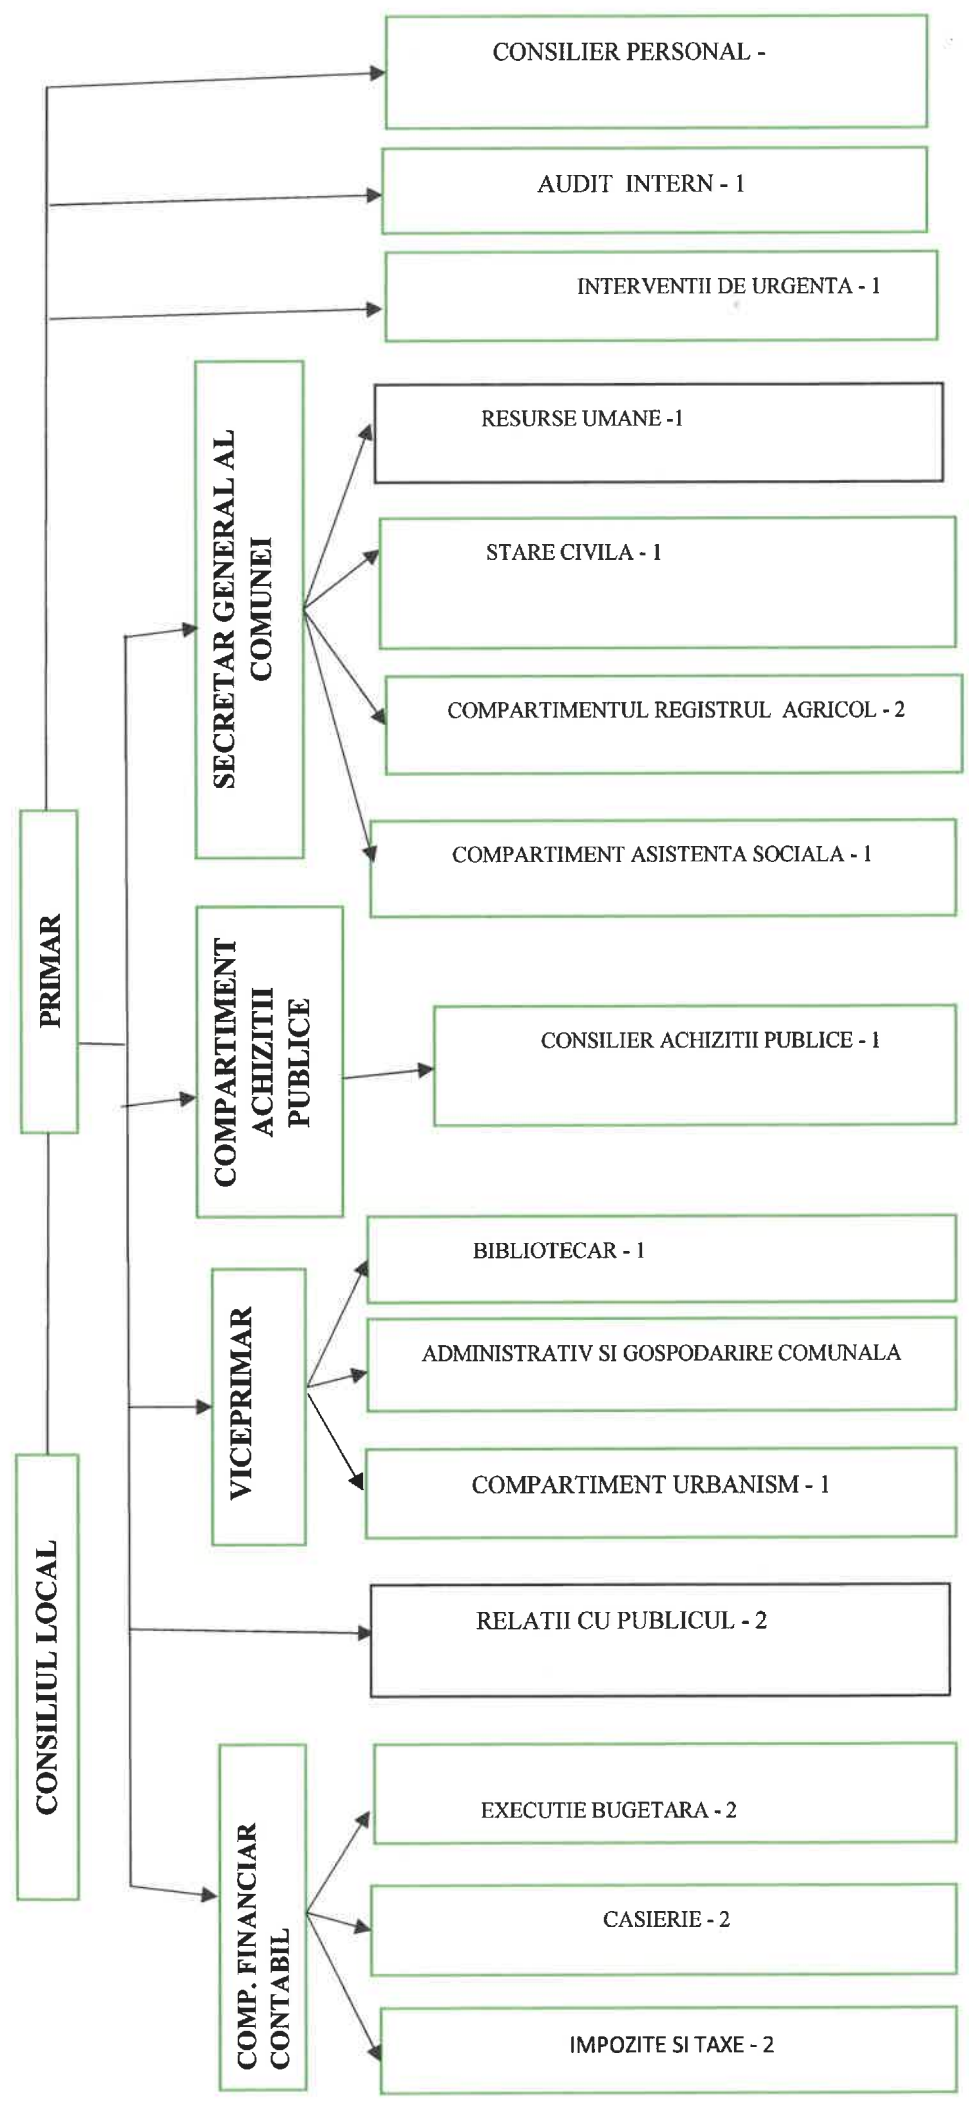 CONSILIER PERSONAL -
AUDIT INTERN - 1
INTERVENTII DE URGENTA - 1
SECRETAR GENERAL AL
COMUNEI
RESURSE UMANE -1
STARE CIVILA - 1
COMPARTIMENTUL REGISTRUL AGRICOL - 2
COMPARTIMENT ASISTENTA SOCIALA - 1
PRIMAR
COMPARTIMENT
ACHIZITII
PUBLICE
CONSILIER ACHIZITII PUBLICE - 1
VICEPRIMAR
BIBLIOTECAR - 1
ADMINISTRATIV SI GOSPODARIRE COMUNALA
COMPARTIMENT URBANISM - 1
CONSILIUL LOCAL
RELATII CU PUBLICUL - 2
COMP. FINANCIAR
CONTABIL
EXECUTIE BUGETARA - 2
CASIERIE - 2
IMPOZITE SI TAXE - 2